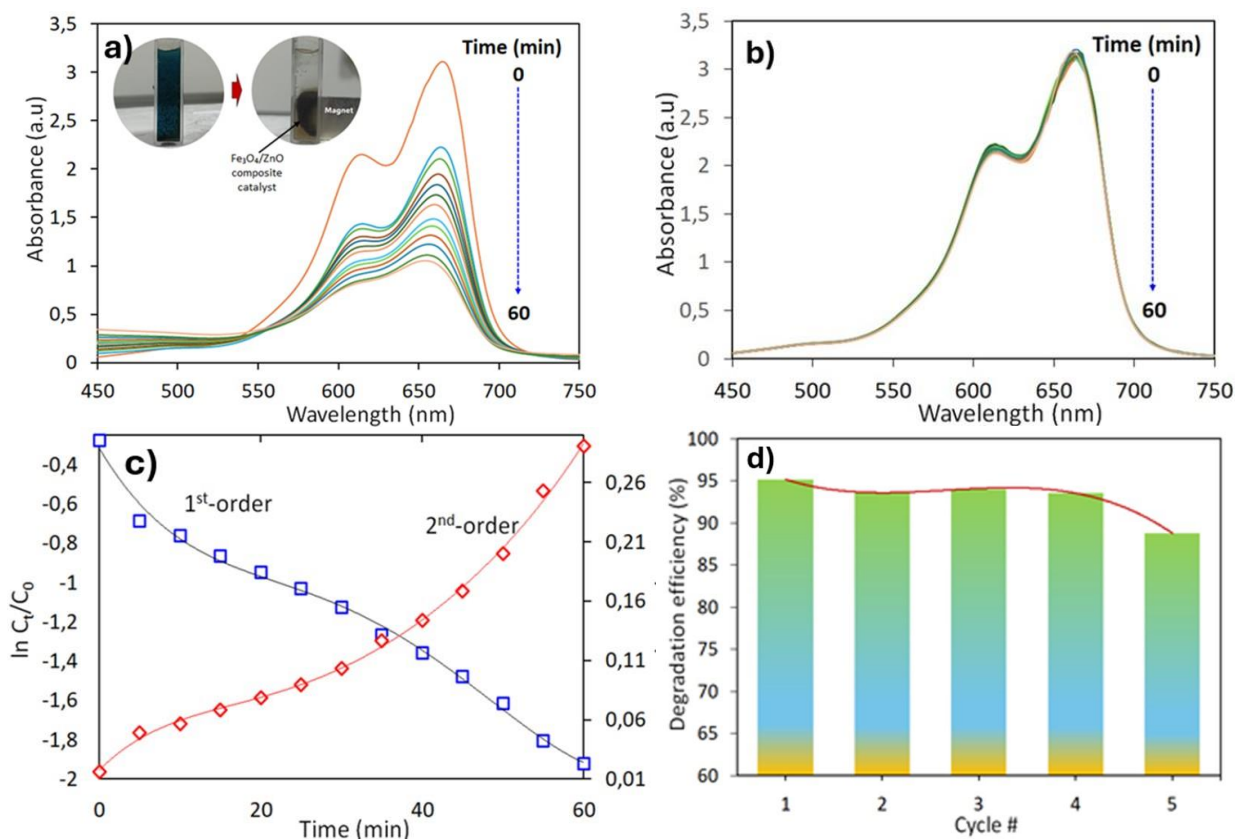 a)
Time (min)
0
60
Magnet
Fe₃O₄/ZnO
composite
catalyst
Absorbance (a.u)
3,5
3
2,5
2
1,5
1
0,5
0
450 500 550 600 650 700 750
Wavelength (nm)
b)
Time (min)
0
60
Absorbance (a.u)
3,5
3
2,5
2
1,5
1
0,5
0
450 500 550 600 650 700 750
Wavelength (nm)
c)
1st-order
2nd-order
ln Ct/C0
-0,4
-0,6
-0,8
-1
-1,2
-1,4
-1,6
-1,8
-2
0,26
0,21
0,16
0,11
0,06
0,01
0 20 40 60
Time (min)
d)
Degradation efficiency (%)
100
95
90
85
80
75
70
65
60
1 2 3 4 5
Cycle #